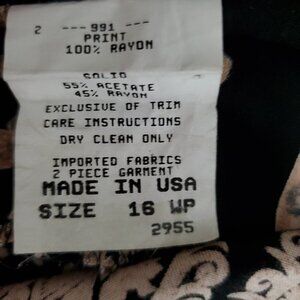 2 --- 991 ---
PRINT
100% RAYON
SOLID
55% ACETATE
45% RAYON
EXCLUSIVE OF TRIM
CARE INSTRUCTIONS
DRY CLEAN ONLY
IMPORTED FABRICS
2 PIECE GARMENT
MADE IN USA
SIZE 16 WP
2955